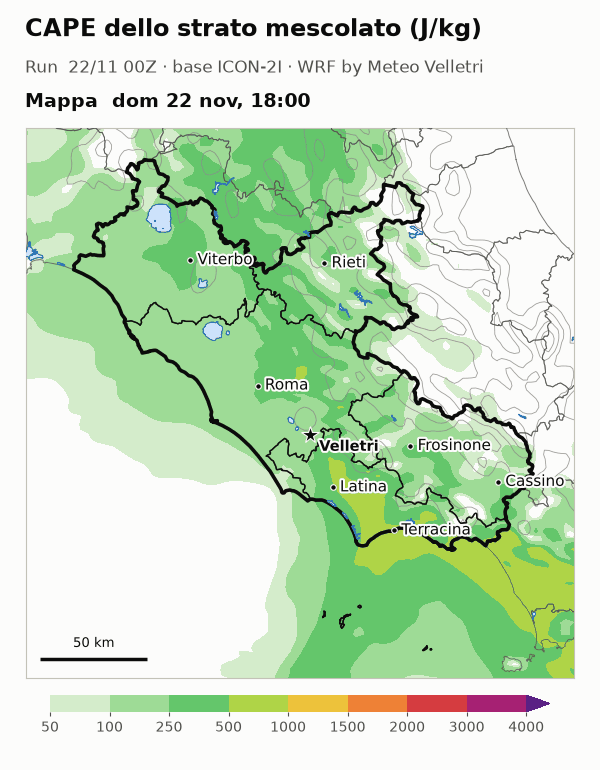 CAPE dello strato mescolato (J/kg)
Run  22/11 00Z · base ICON-2I · WRF by Meteo Velletri
Mappa  dom 22 nov, 18:00
Viterbo
Rieti
Roma
Velletri
Frosinone
Latina
Cassino
Terracina
50 km
50 100 250 500 1000 1500 2000 3000 4000